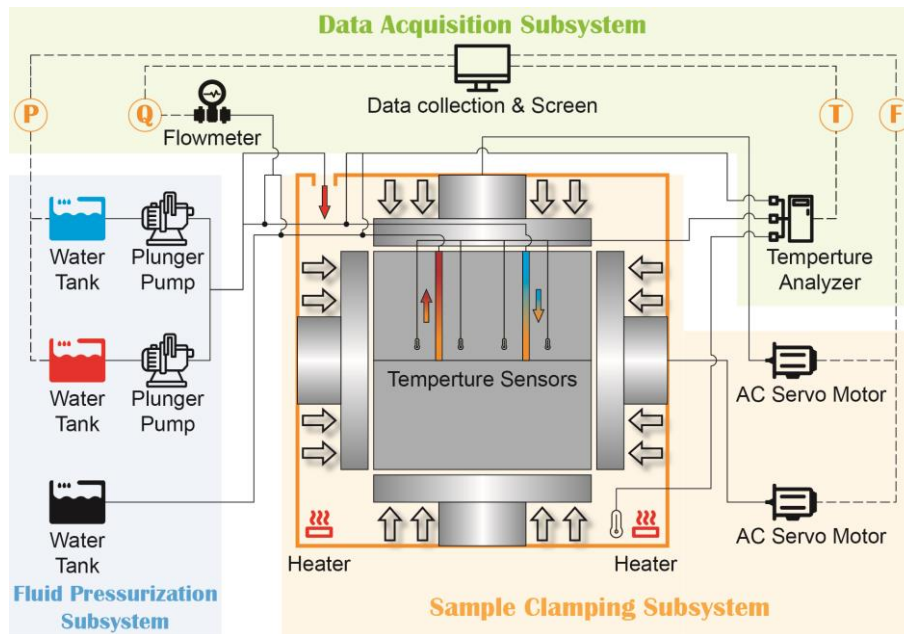 Data Acquisition Subsystem
P
Q
Flowmeter
Data collection & Screen
T
F
Water
Tank
Plunger
Pump
Temperture
Analyzer
Water
Tank
Plunger
Pump
Temperture Sensors
AC Servo Motor
Water
Tank
Heater
Heater
AC Servo Motor
Fluid Pressurization
Subsystem
Sample Clamping Subsystem